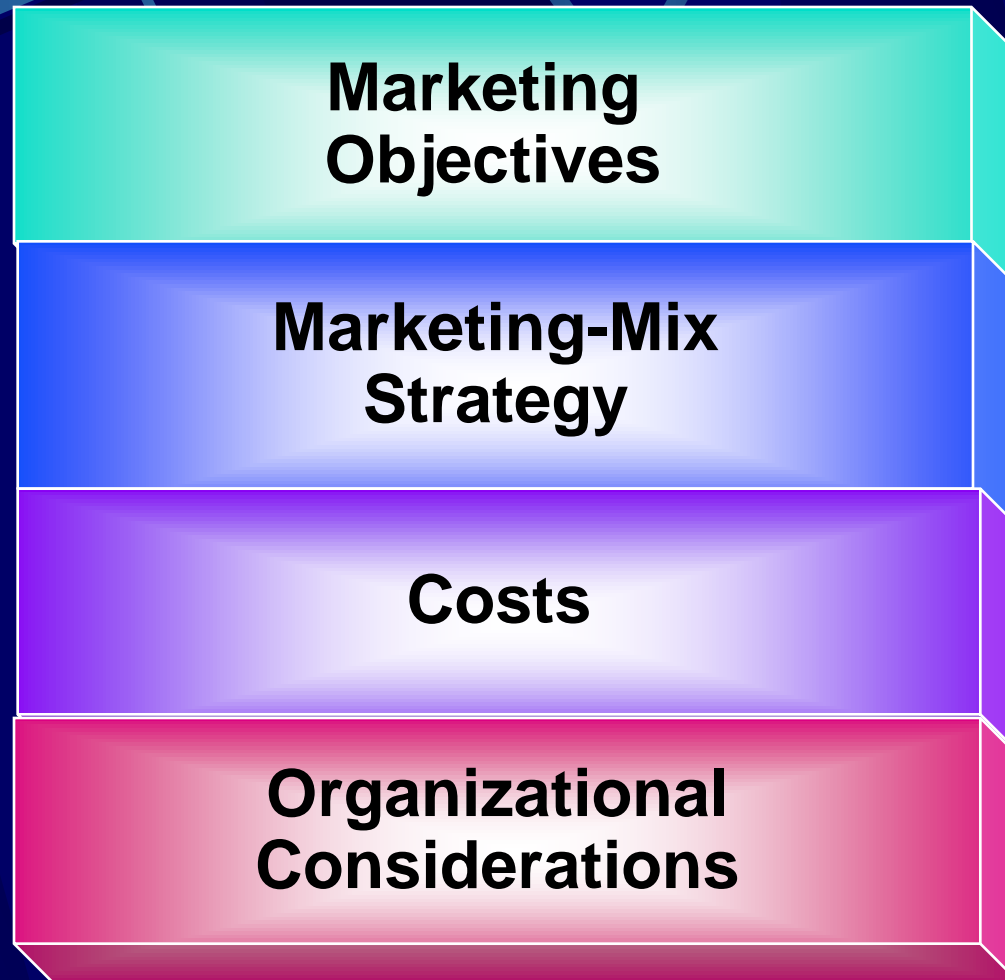 Marketing
Objectives
Marketing-Mix
Strategy
Costs
Organizational
Considerations